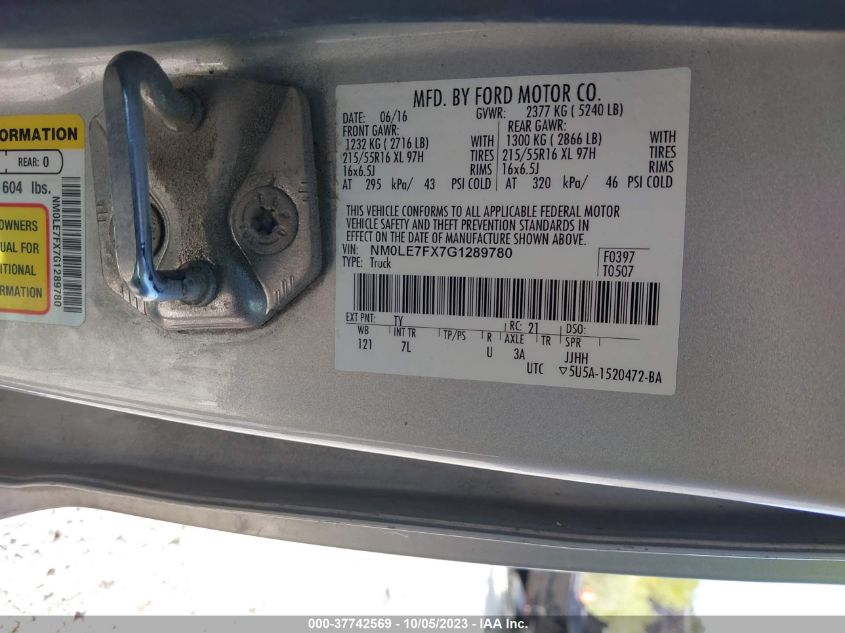 ORMATION
REAR: 0
604 lbs.
OWNERS
UAL FOR
ITIONAL
ORMATION
NM0LE7FX7G1289780
MFD. BY FORD MOTOR CO.
DATE: 06/16 GVWR: 2377 KG ( 5240 LB)
FRONT GAWR: REAR GAWR:
1232 KG ( 2716 LB) WITH 1300 KG ( 2866 LB) WITH
215/55R16 XL 97H TIRES 215/55R16 XL 97H TIRES
16x6.5J RIMS 16x6.5J RIMS
AT 295 kPa/ 43 PSI COLD AT 320 kPa/ 46 PSI COLD
THIS VEHICLE CONFORMS TO ALL APPLICABLE FEDERAL MOTOR
VEHICLE SAFETY AND THEFT PREVENTION STANDARDS IN
EFFECT ON THE DATE OF MANUFACTURE SHOWN ABOVE.
VIN: NM0LE7FX7G1289780 F0397
TYPE: Truck T0507
EXT PNT: TY RC: 21 DSO:
WB INT TR TP/PS R AXLE TR SPR
121 7L U 3A JJHH
UTC ▽5U5A-1520472-BA
000-37742569 - 10/05/2023 - IAA Inc.